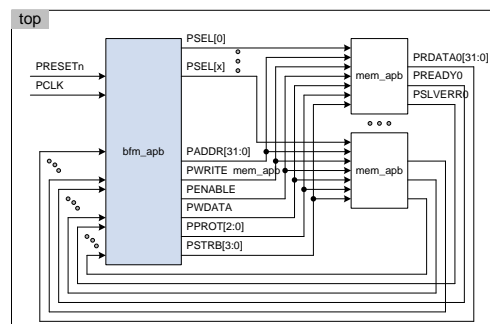 top
PSEL[0]
PRESETn
PSEL[x]
PCLK
mem_apb
PRDATA0[31:0]
PREADY0
PSLVERR0
bfm_apb
PADDR[31:0]
PWRITE mem_apb
PENABLE
PWDATA
PPROT[2:0]
PSTRB[3:0]
mem_apb